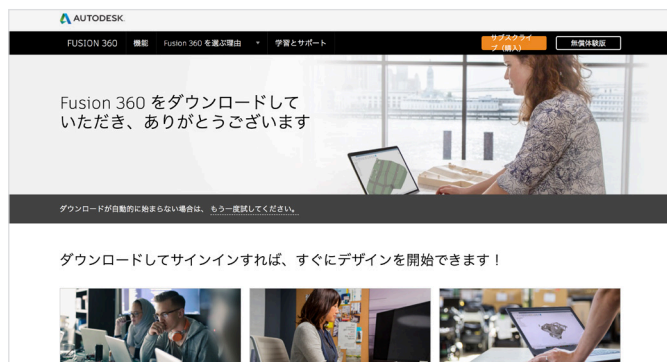 AUTODESK
FUSION 360 機能 Fusion 360 を選ぶ理由 学習とサポート
サブスクライ
ブ（購入） 無償体験版
Fusion 360 をダウンロードして
いただき、ありがとうございます
ダウンロードが自動的に始まらない場合は、 もう一度試してください。
ダウンロードしてサインインすれば、すぐにデザインを開始できます！